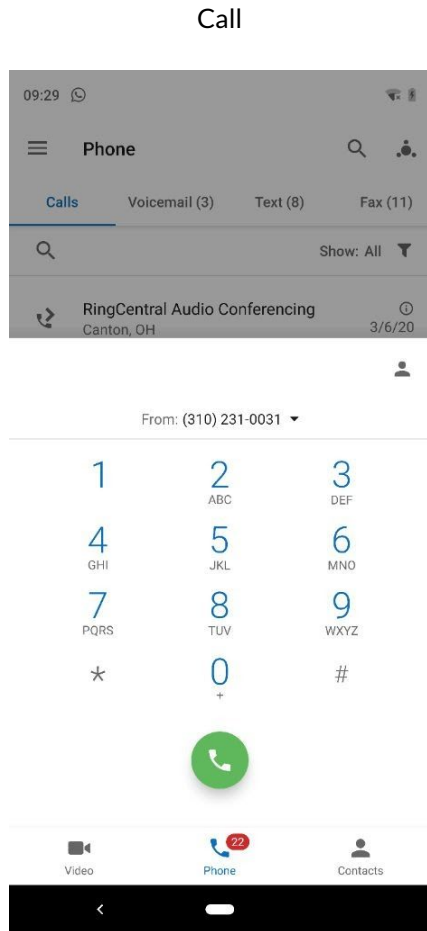 Call
09:29
Phone
Calls Voicemail (3) Text (8) Fax (11)
Show: All
RingCentral Audio Conferencing
Canton, OH 3/6/20
From: (310) 231-0031
1 2 3
ABC DEF
4 5 6
GHI JKL MNO
7 8 9
PQRS TUV WXYZ
* 0 #
+
22
Video Phone Contacts